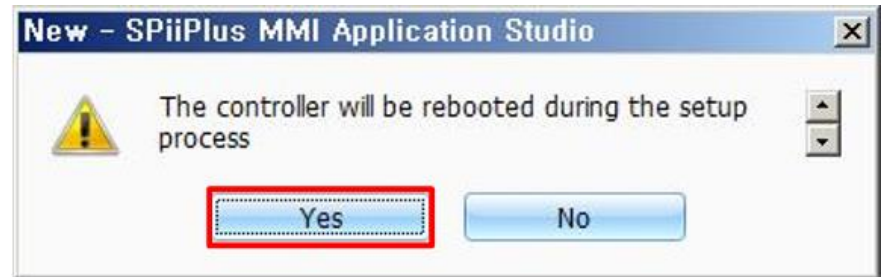 New - SPiiPlus MMI Application Studio
The controller will be rebooted during the setup
process
Yes
No